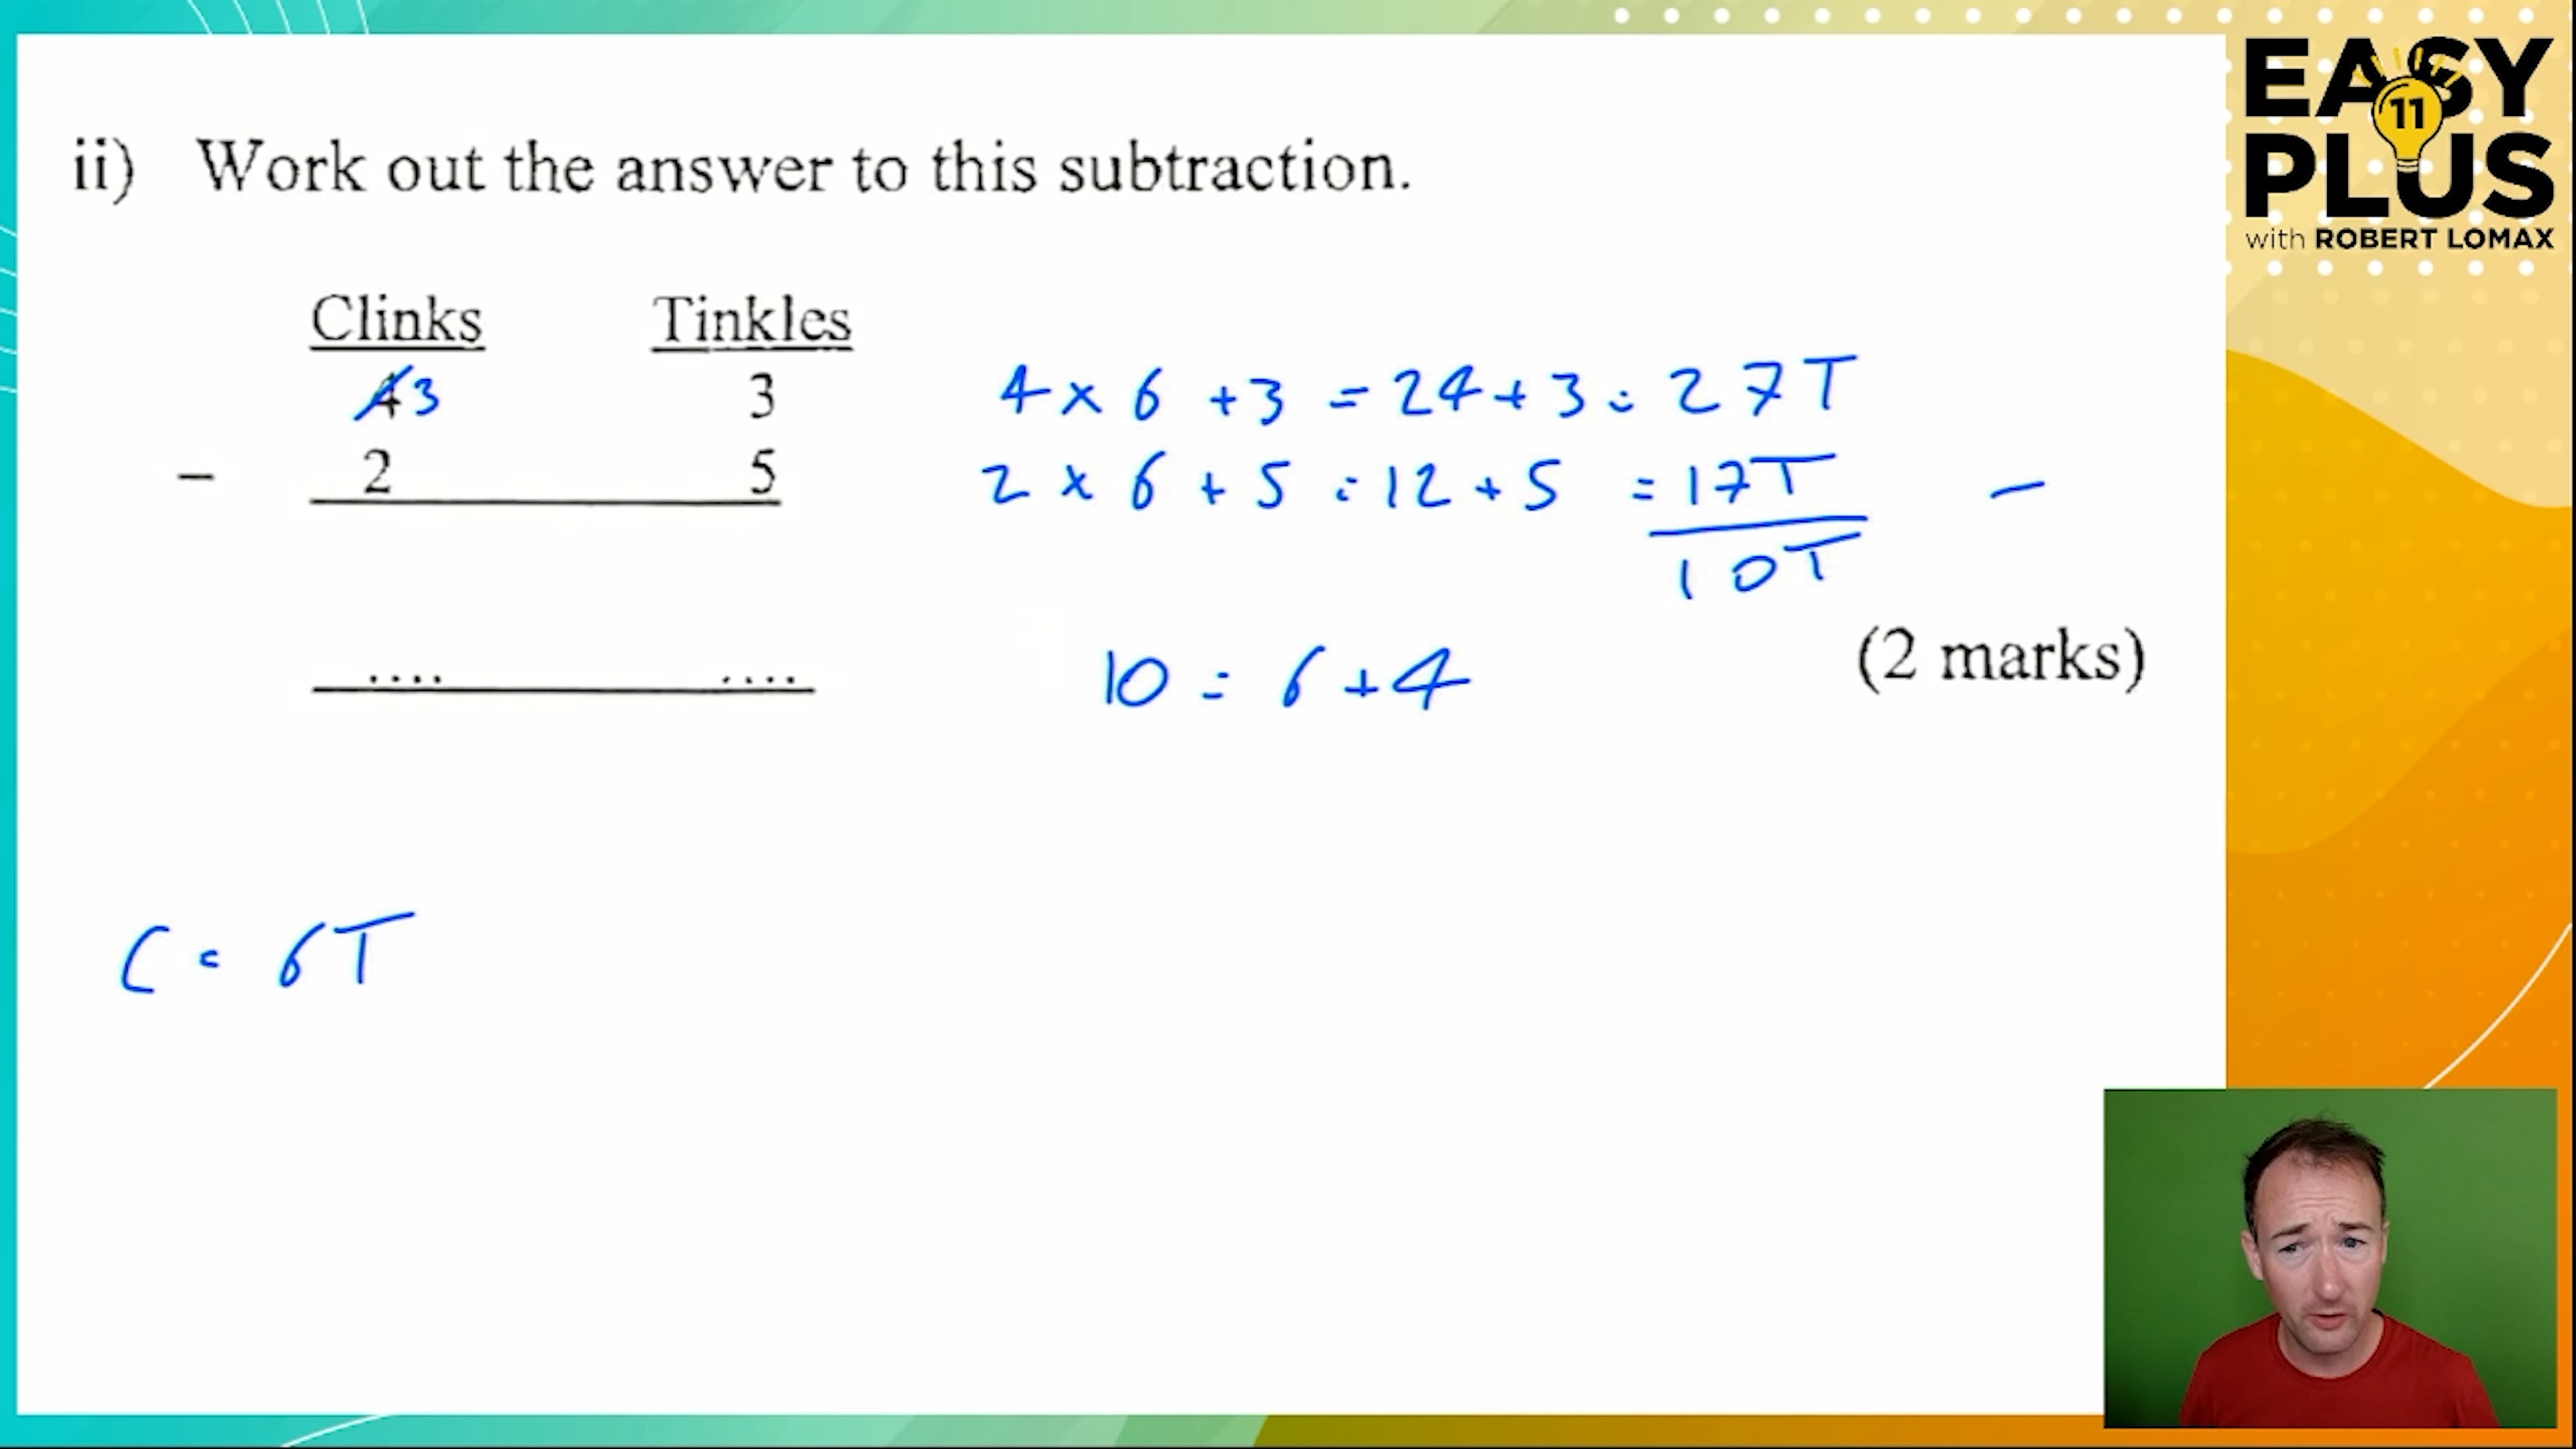 EASY
11
PLUS
with ROBERT LOMAX
ii) Work out the answer to this subtraction.
Clinks Tinkles
4 3 3
− 2 5
.... ....
4 × 6 + 3 = 24 + 3 = 27T
2 × 6 + 5 = 12 + 5 = 17T −
10T
(2 marks)
10 = 6 + 4
C = 6T